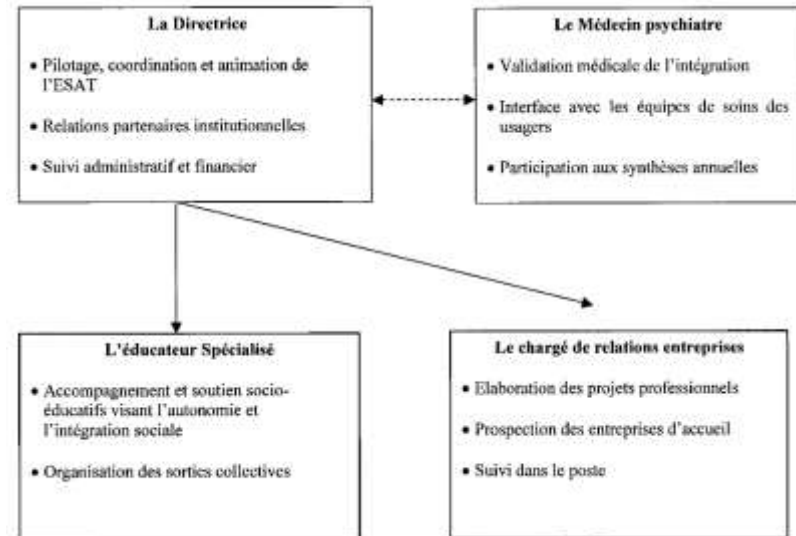 La Directrice
• Pilotage, coordination et animation de
l'ESAT
• Relations partenaires institutionnelles
• Suivi administratif et financier
Le Médecin psychiatre
• Validation médicale de l'intégration
• Interface avec les équipes de soins des
usagers
• Participation aux synthèses annuelles
L'éducateur Spécialisé
• Accompagnement et soutien socio-
éducatifs visant l'autonomie et
l'intégration sociale
• Organisation des sorties collectives
Le chargé de relations entreprises
• Elaboration des projets professionnels
• Prospection des entreprises d'accueil
• Suivi dans le poste